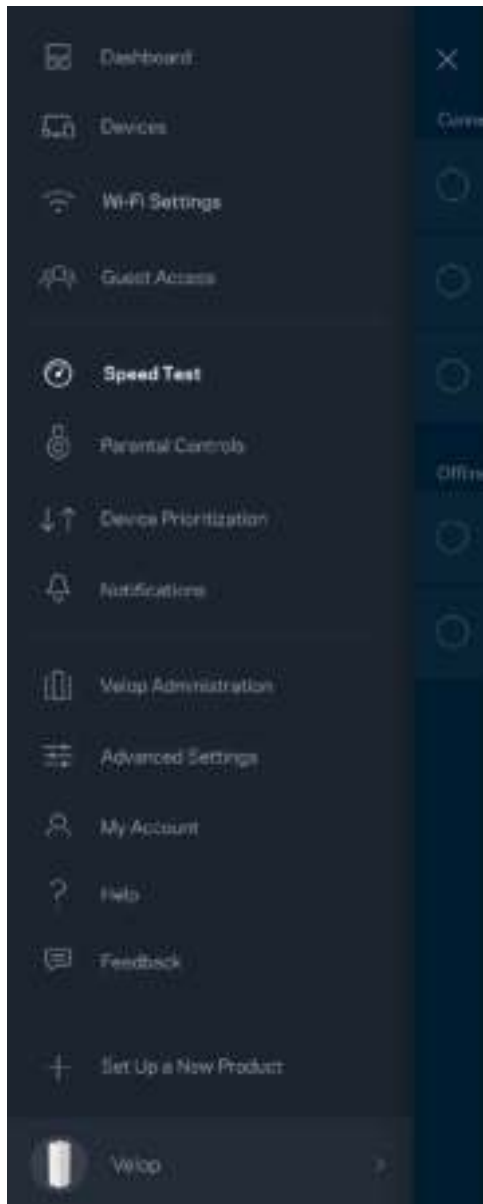 Dashboard
Devices
Wi-Fi Settings
Guest Access
Speed Test
Parental Controls
Device Prioritization
Notifications
Velop Administration
Advanced Settings
My Account
Help
Feedback
Set Up a New Product
Velop